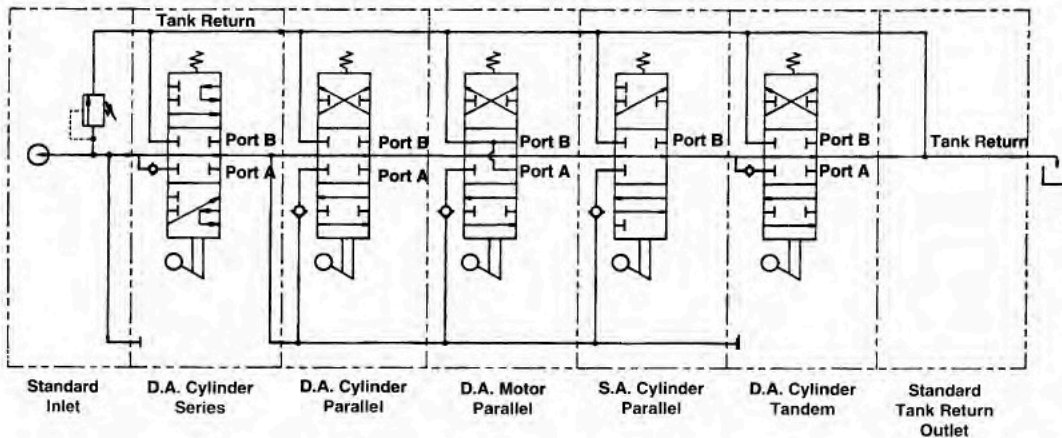 Tank Return
Port B
Port A
Port B
Port A
Port B
Port A
Port B
Port B
Port A
Tank Return
Standard
Inlet
D.A. Cylinder
Series
D.A. Cylinder
Parallel
D.A. Motor
Parallel
S.A. Cylinder
Parallel
D.A. Cylinder
Tandem
Standard
Tank Return
Outlet